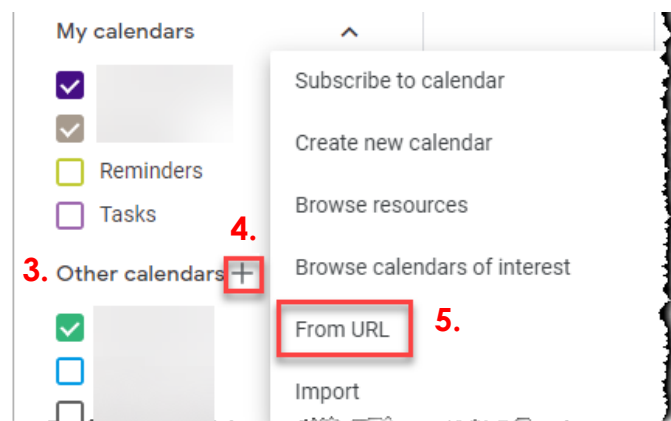 My calendars
Subscribe to calendar
Create new calendar
Reminders
Browse resources
Tasks
4.
3. Other calendars +
Browse calendars of interest
From URL
5.
Import